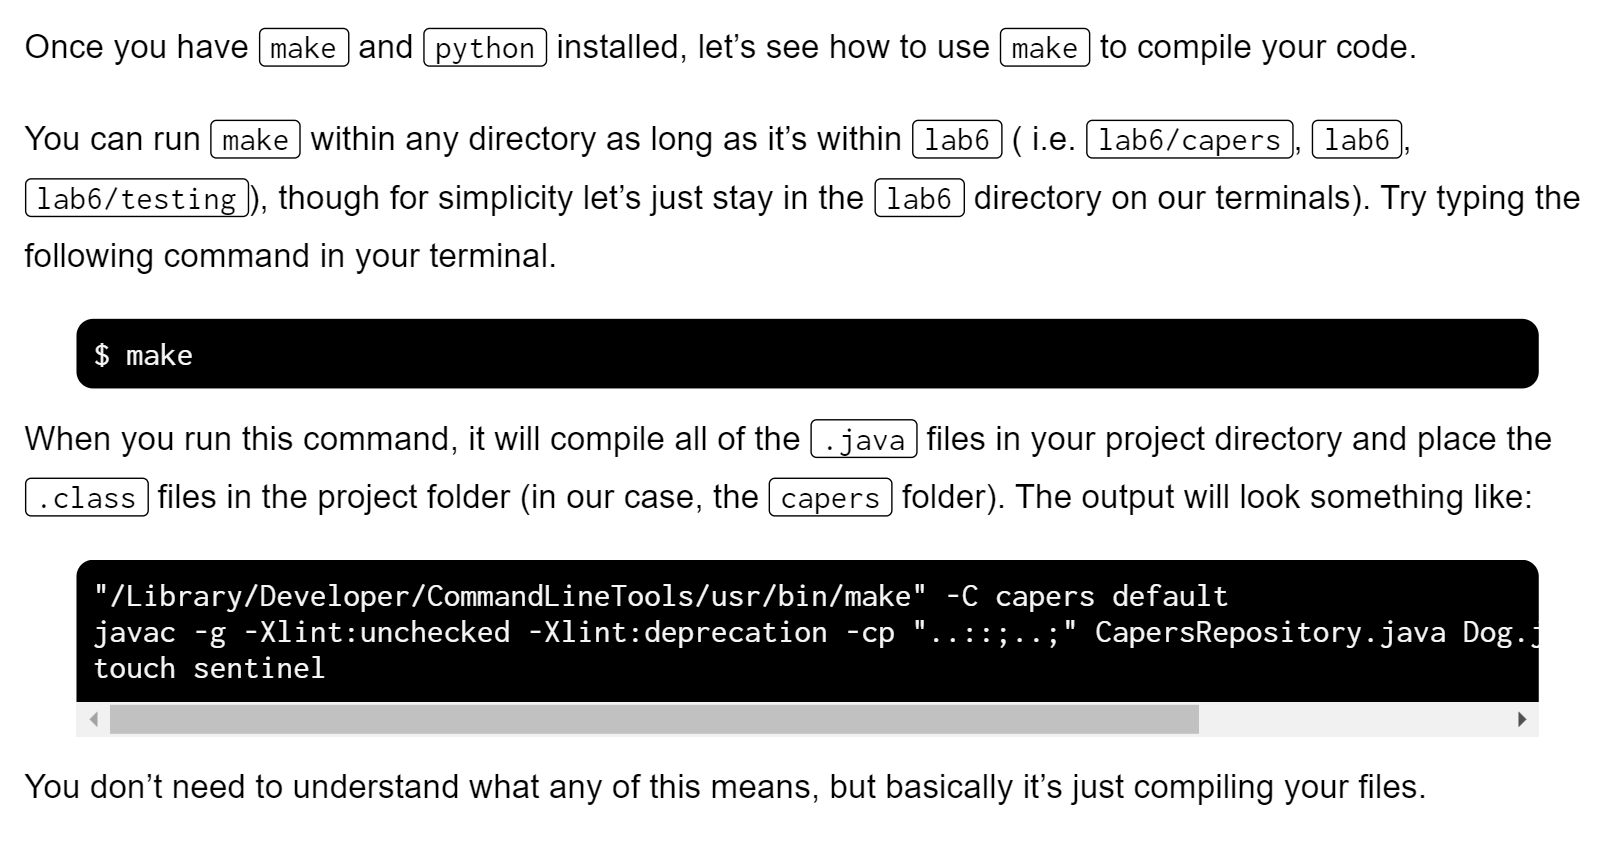 Once you have make and python installed, let’s see how to use make to compile your code.
You can run make within any directory as long as it’s within lab6 ( i.e. lab6/capers, lab6,
lab6/testing), though for simplicity let’s just stay in the lab6 directory on our terminals). Try typing the
following command in your terminal.
$ make
When you run this command, it will compile all of the .java files in your project directory and place the
.class files in the project folder (in our case, the capers folder). The output will look something like:
"/Library/Developer/CommandLineTools/usr/bin/make" -C capers default
javac -g -Xlint:unchecked -Xlint:deprecation -cp "..::;..;" CapersRepository.java Dog.j
touch sentinel
You don’t need to understand what any of this means, but basically it’s just compiling your files.